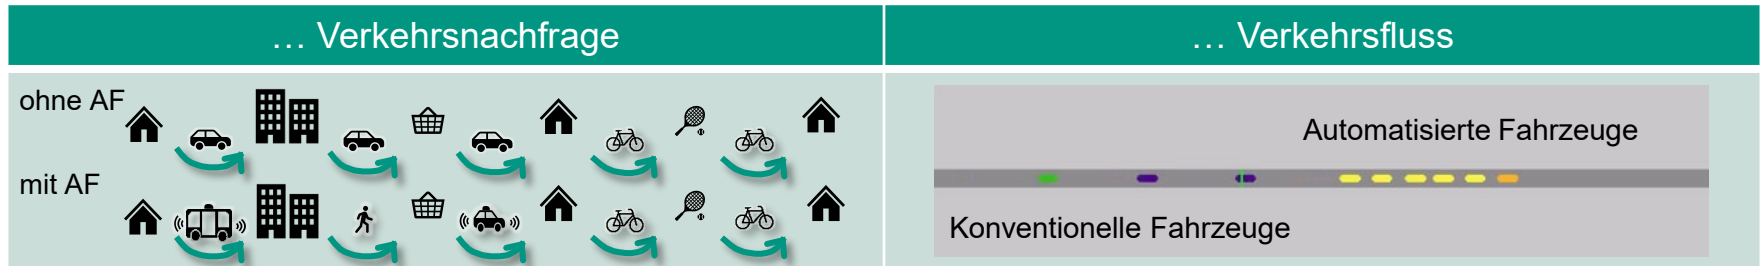 … Verkehrsnachfrage
… Verkehrsfluss
ohne AF
mit AF
Automatisierte Fahrzeuge
Konventionelle Fahrzeuge